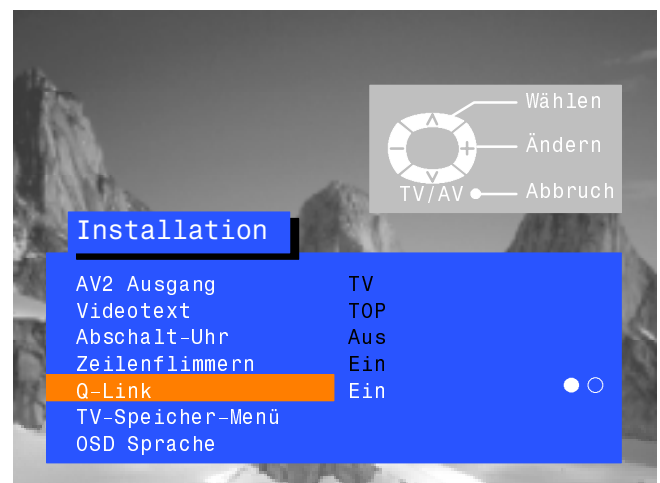 Wählen
Ändern
TV/AV Abbruch
Installation
AV2 Ausgang TV
Videotext TOP
Abschalt-Uhr Aus
Zeilenflimmern Ein
Q-Link Ein
TV-Speicher-Menü
OSD Sprache